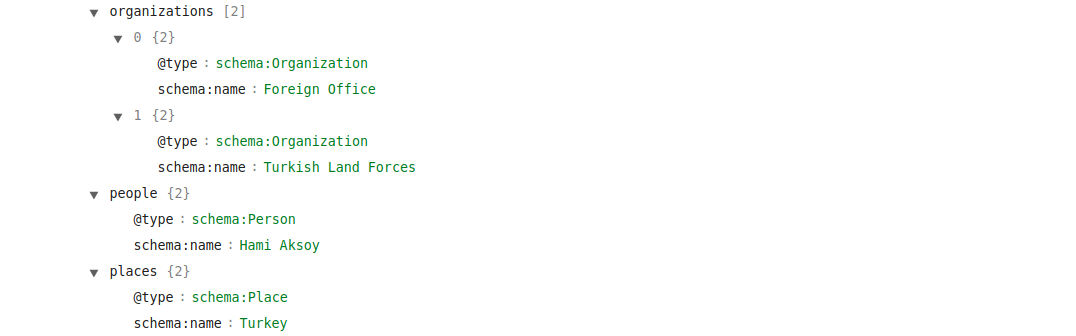 ▼ organizations [2]
▼ 0 {2}
@type : schema:Organization
schema:name : Foreign Office
▼ 1 {2}
@type : schema:Organization
schema:name : Turkish Land Forces
▼ people {2}
@type : schema:Person
schema:name : Hami Aksoy
▼ places {2}
@type : schema:Place
schema:name : Turkey